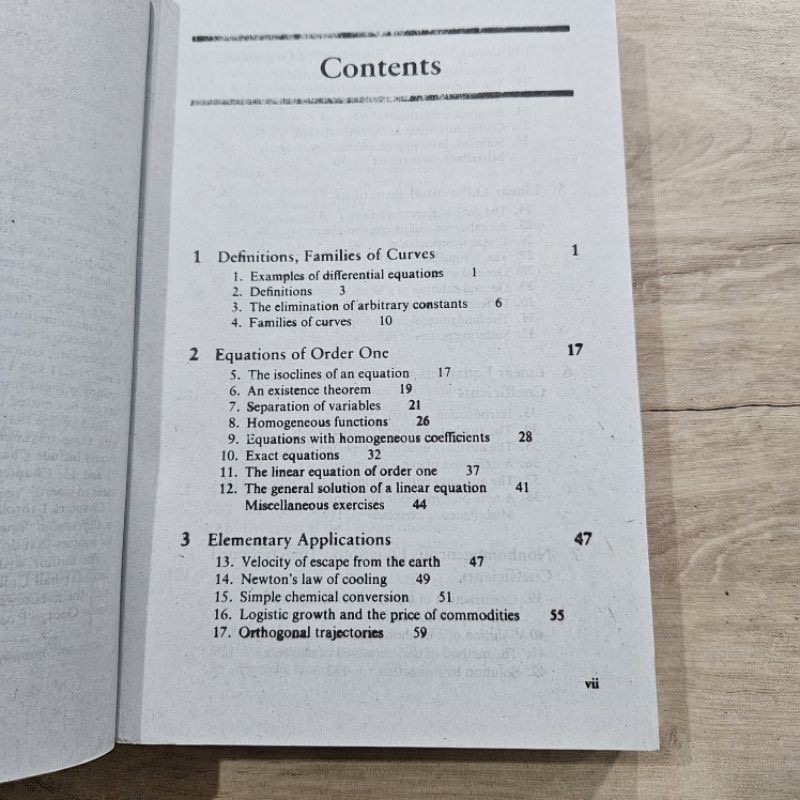 Contents
1 Definitions, Families of Curves 1
1. Examples of differential equations 1
2. Definitions 3
3. The elimination of arbitrary constants 6
4. Families of curves 10
2 Equations of Order One 17
5. The isoclines of an equation 17
6. An existence theorem 19
7. Separation of variables 21
8. Homogeneous functions 26
9. Equations with homogeneous coefficients 28
10. Exact equations 32
11. The linear equation of order one 37
12. The general solution of a linear equation 41
Miscellaneous exercises 44
3 Elementary Applications 47
13. Velocity of escape from the earth 47
14. Newton's law of cooling 49
15. Simple chemical conversion 51
16. Logistic growth and the price of commodities 55
17. Orthogonal trajectories 59
vii